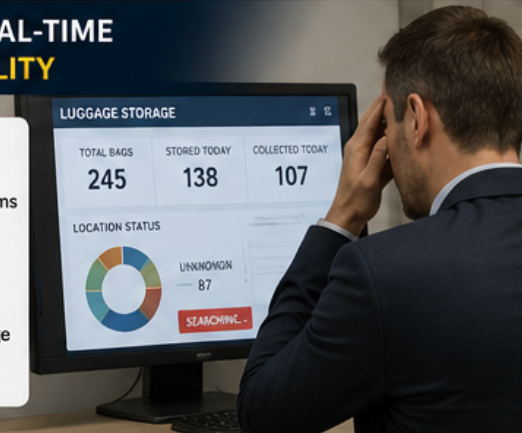 AL-TIME
LITY
LUGGAGE STORAGE
TOTAL BAGS
STORED TODAY
COLLECTED TODAY
245
138
107
ms
LOCATION STATUS
UNKNOWN
87
SEARCHING..
e